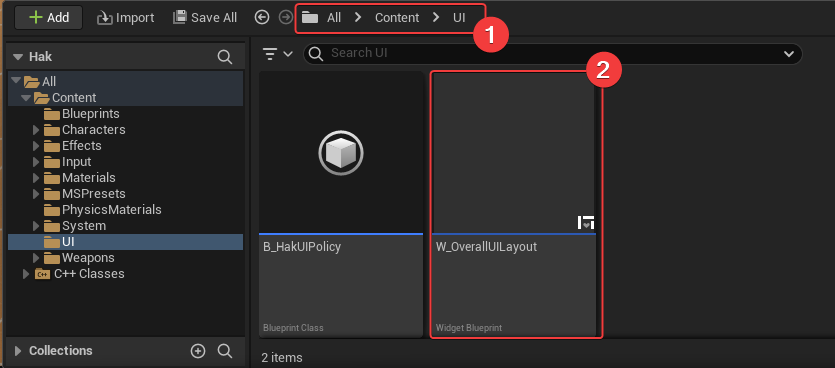 Add Import Save All All Content UI
1
Hak
Search UI
2
All
Content
Blueprints
Characters
Effects
Input
Materials
MSPresets
PhysicsMaterials
System
UI
Weapons
C++ Classes
B_HakUIPolicy
Blueprint Class
W_OverallUILayout
Widget Blueprint
Collections
2 items